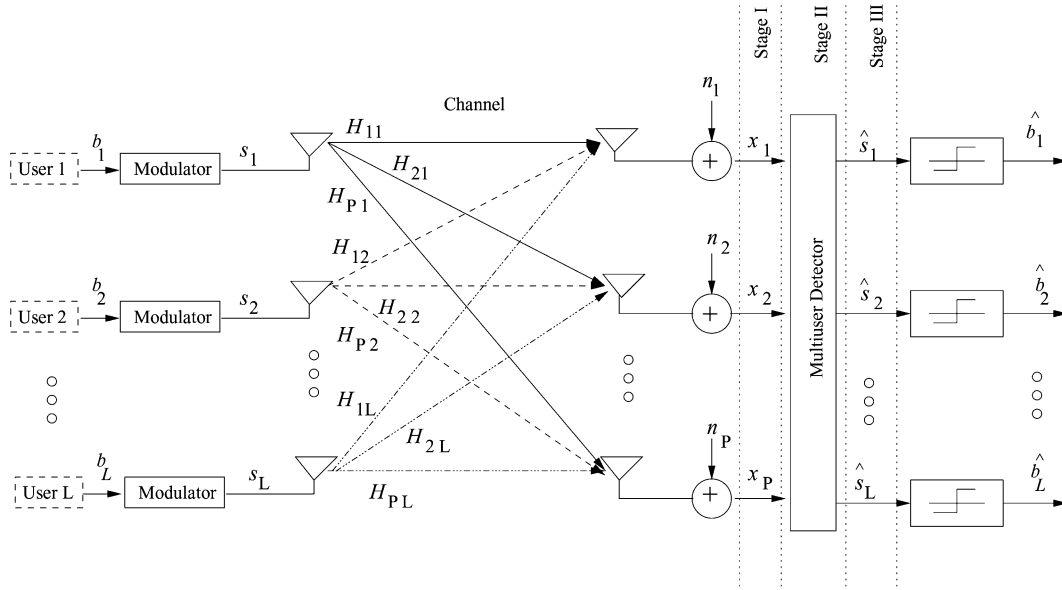 Stage I
Stage II
Stage III
Channel
n1
User 1
b1
Modulator
s1
H11
H21
HP1
+
x1
ŝ1
b̂1
H12
n2
User 2
b2
Modulator
s2
H22
HP2
+
x2
Multiuser Detector
ŝ2
b̂2
H1L
H2L
nP
User L
bL
Modulator
sL
HPL
+
xP
ŝL
b̂L